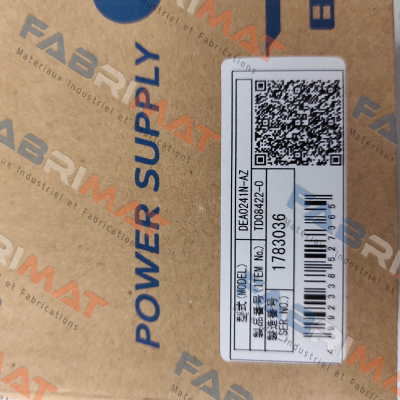 POWER SUPPLY
型式(MODEL) DEA0241N-AZ
製品番号(ITEM No.) TD08422-0
製造番号(SER.NO.) 1783036
FABRIMAT
Matériaux Industriel et Fabrications